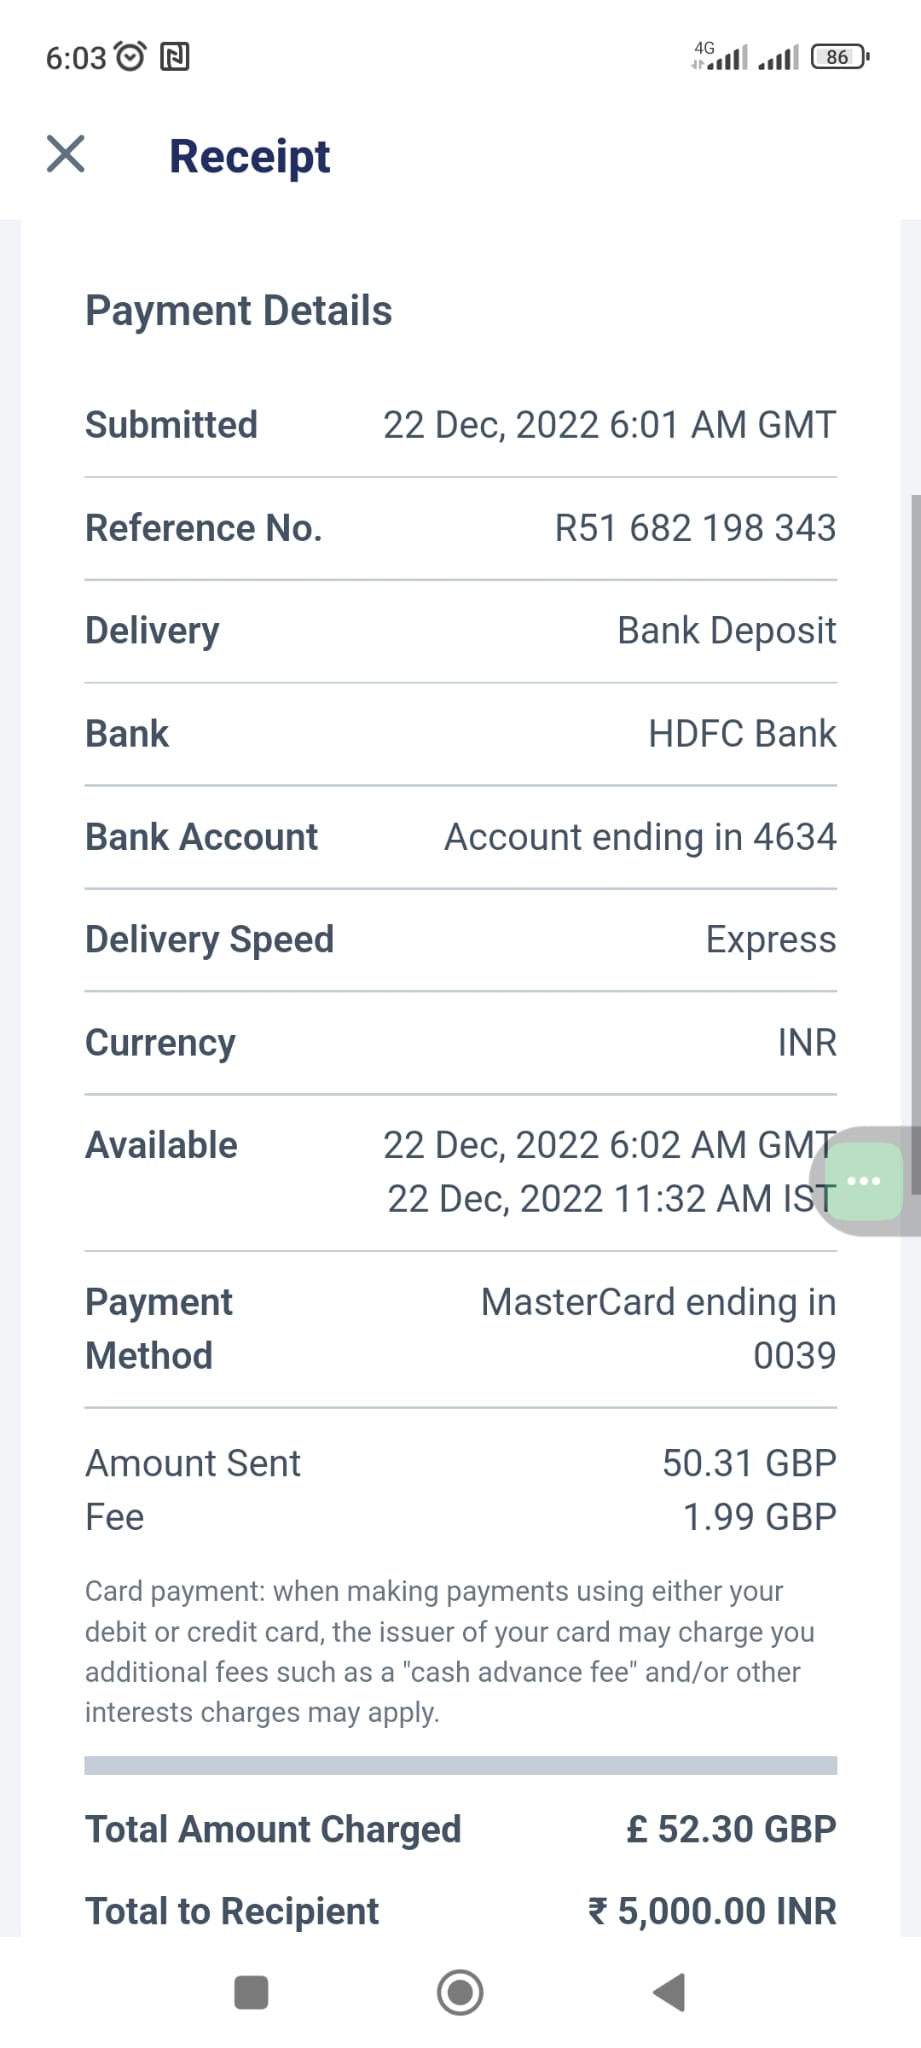 6:03
4G
86
Receipt
Payment Details
Submitted 22 Dec, 2022 6:01 AM GMT
Reference No. R51 682 198 343
Delivery Bank Deposit
Bank HDFC Bank
Bank Account Account ending in 4634
Delivery Speed Express
Currency INR
Available 22 Dec, 2022 6:02 AM GMT
22 Dec, 2022 11:32 AM IST
Payment MasterCard ending in
Method 0039
Amount Sent 50.31 GBP
Fee 1.99 GBP
Card payment: when making payments using either your
debit or credit card, the issuer of your card may charge you
additional fees such as a "cash advance fee" and/or other
interests charges may apply.
Total Amount Charged £ 52.30 GBP
Total to Recipient ₹ 5,000.00 INR